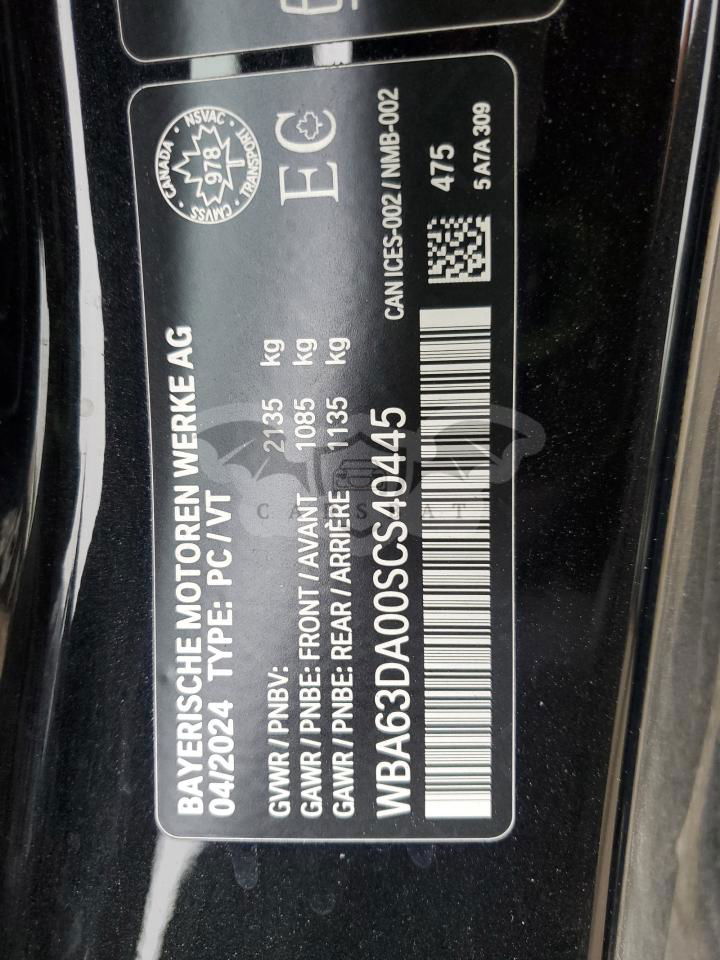 BAYERISCHE MOTOREN WERKE AG
04/2024 TYPE: PC / VT
GVWR / PNBV: 2135 kg
GAWR / PNBE: FRONT / AVANT 1085 kg
GAWR / PNBE: REAR / ARRIÈRE 1135 kg
WBA63DA00SCS40445
CANADA · NSVAC · TRANSPORT · CMVSS ·
978
EC
CAN ICES-002 / NMB-002
475
5 A7A 309